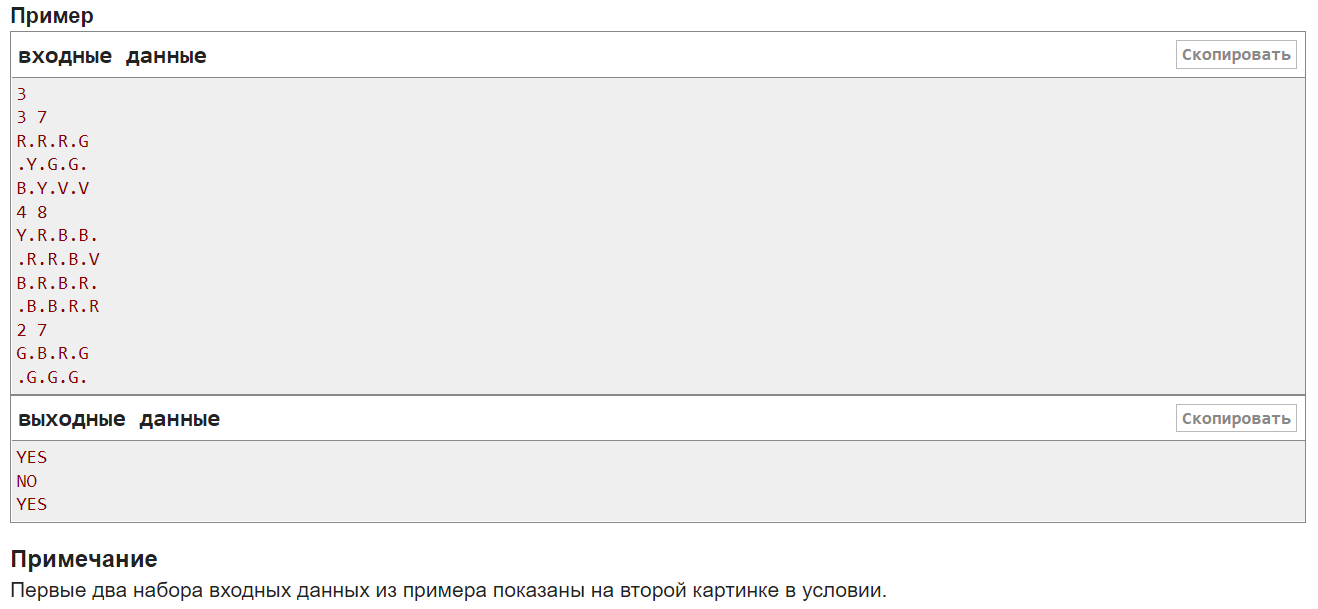 Пример
входные данные
Скопировать
3
3 7
R.R.R.G
.Y.G.G.
B.Y.V.V
4 8
Y.R.B.B.
.R.R.B.V
B.R.B.R.
.B.B.R.R
2 7
G.B.R.G
.G.G.G.
выходные данные
Скопировать
YES
NO
YES
Примечание
Первые два набора входных данных из примера показаны на второй картинке в условии.